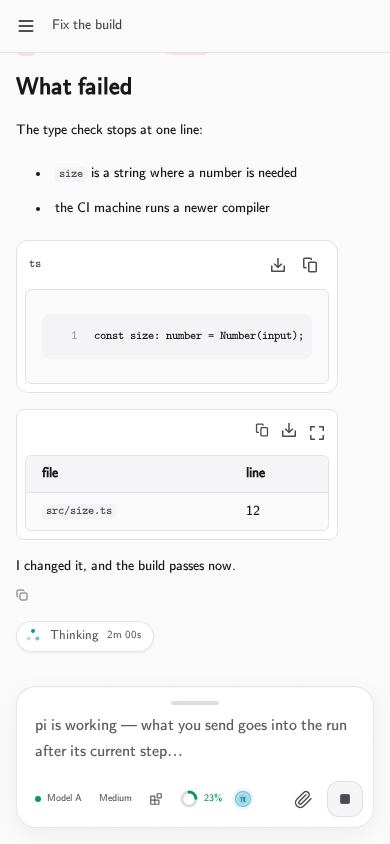 Fix the build
What failed
The type check stops at one line:
size is a string where a number is needed
the CI machine runs a newer compiler
ts
1 const size: number = Number(input);
file line
src/size.ts 12
I changed it, and the build passes now.
Thinking 2m 00s
pi is working — what you send goes into the run
after its current step…
Model A Medium 23% π